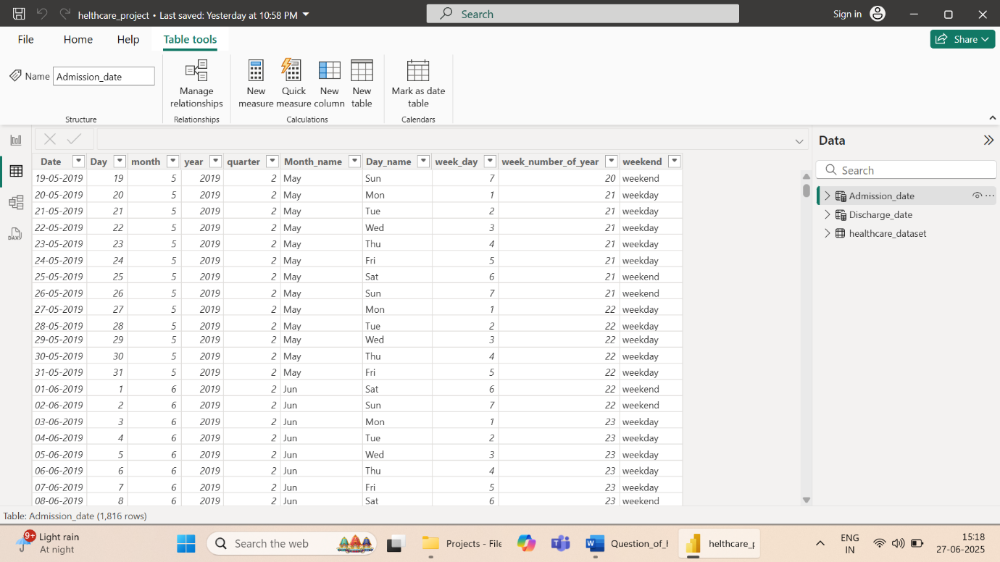 helthcare_project • Last saved: Yesterday at 10:58 PM
Search
Sign in
File Home Help Table tools
Share
Name Admission_date
Manage relationships
New measure
Quick measure
New column
New table
Mark as date table
Structure
Relationships
Calculations
Calendars
Date Day month year quarter Month_name Day_name week_day week_number_of_year weekend
19-05-2019 19 5 2019 2 May Sun 7 20 weekend
20-05-2019 20 5 2019 2 May Mon 1 21 weekday
21-05-2019 21 5 2019 2 May Tue 2 21 weekday
22-05-2019 22 5 2019 2 May Wed 3 21 weekday
23-05-2019 23 5 2019 2 May Thu 4 21 weekday
24-05-2019 24 5 2019 2 May Fri 5 21 weekday
25-05-2019 25 5 2019 2 May Sat 6 21 weekend
26-05-2019 26 5 2019 2 May Sun 7 21 weekend
27-05-2019 27 5 2019 2 May Mon 1 22 weekday
28-05-2019 28 5 2019 2 May Tue 2 22 weekday
29-05-2019 29 5 2019 2 May Wed 3 22 weekday
30-05-2019 30 5 2019 2 May Thu 4 22 weekday
31-05-2019 31 5 2019 2 May Fri 5 22 weekday
01-06-2019 1 6 2019 2 Jun Sat 6 22 weekend
02-06-2019 2 6 2019 2 Jun Sun 7 22 weekend
03-06-2019 3 6 2019 2 Jun Mon 1 23 weekday
04-06-2019 4 6 2019 2 Jun Tue 2 23 weekday
05-06-2019 5 6 2019 2 Jun Wed 3 23 weekday
06-06-2019 6 6 2019 2 Jun Thu 4 23 weekday
07-06-2019 7 6 2019 2 Jun Fri 5 23 weekday
08-06-2019 8 6 2019 2 Jun Sat 6 23 weekend
Data
Search
Admission_date
Discharge_date
healthcare_dataset
DAX
Table: Admission_date (1,816 rows)
9+
Light rain
At night
Search the web
Projects - File
Question_of_h
helthcare_p
ENG
IN
15:18
27-06-2025